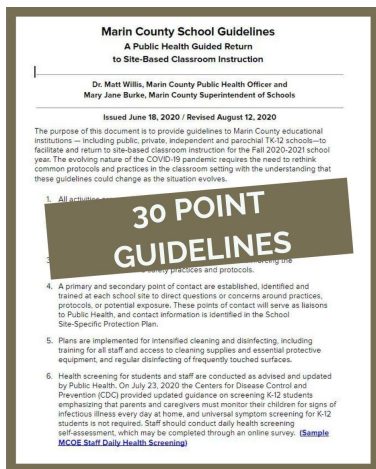 Marin County School Guidelines
A Public Health Guided Return
to Site-Based Classroom Instruction
Dr. Matt Willis, Marin County Public Health Officer and
Mary Jane Burke, Marin County Superintendent of Schools
Issued June 18, 2020 / Revised August 12, 2020
The purpose of this document is to provide guidelines to Marin County educational
institutions — including public, private, independent and parochial TK-12 schools—to
facilitate and return to site-based classroom instruction for the Fall 2020-2021 school
year. The evolving nature of the COVID-19 pandemic requires the need to rethink
common protocols and practices in the classroom setting with the understanding that
these guidelines could change as the situation evolves.
1. All
30 POINT
GUIDELINES
3.
the
safety practices and protocols.
4. A primary and secondary point of contact are established, identified and
trained at each school site to direct questions or concerns around practices,
protocols, or potential exposure. These points of contact will serve as liaisons
to Public Health, and contact information is identified in the School
Site-Specific Protection Plan.
5. Plans are implemented for intensified cleaning and disinfecting, including
training for all staff and access to cleaning supplies and essential protective
equipment, and regular disinfecting of frequently touched surfaces.
6. Health screening for students and staff are conducted as advised and updated
by Public Health. On July 23, 2020 the Centers for Disease Control and
Prevention (CDC) provided updated guidance on screening K-12 students
emphasizing that parents and caregivers must monitor their children for signs of
infectious illness every day at home, and universal symptom screening for K-12
students is not required. Staff should conduct daily health screening
self-assessment, which may be completed through an online survey. (Sample
MCOE Staff Daily Health Screening)